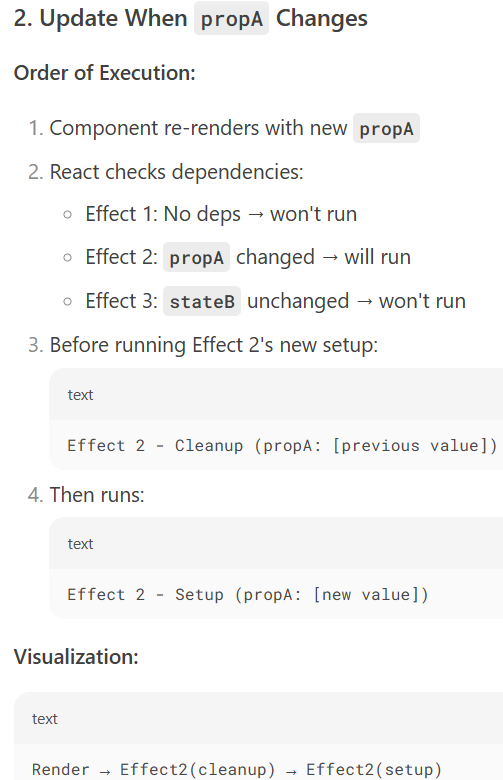 2. Update When propA Changes
Order of Execution:
1. Component re-renders with new propA
2. React checks dependencies:
○ Effect 1: No deps → won't run
○ Effect 2: propA changed → will run
○ Effect 3: stateB unchanged → won't run
3. Before running Effect 2's new setup:
text
Effect 2 - Cleanup (propA: [previous value])
4. Then runs:
text
Effect 2 - Setup (propA: [new value])
Visualization:
text
Render → Effect2(cleanup) → Effect2(setup)